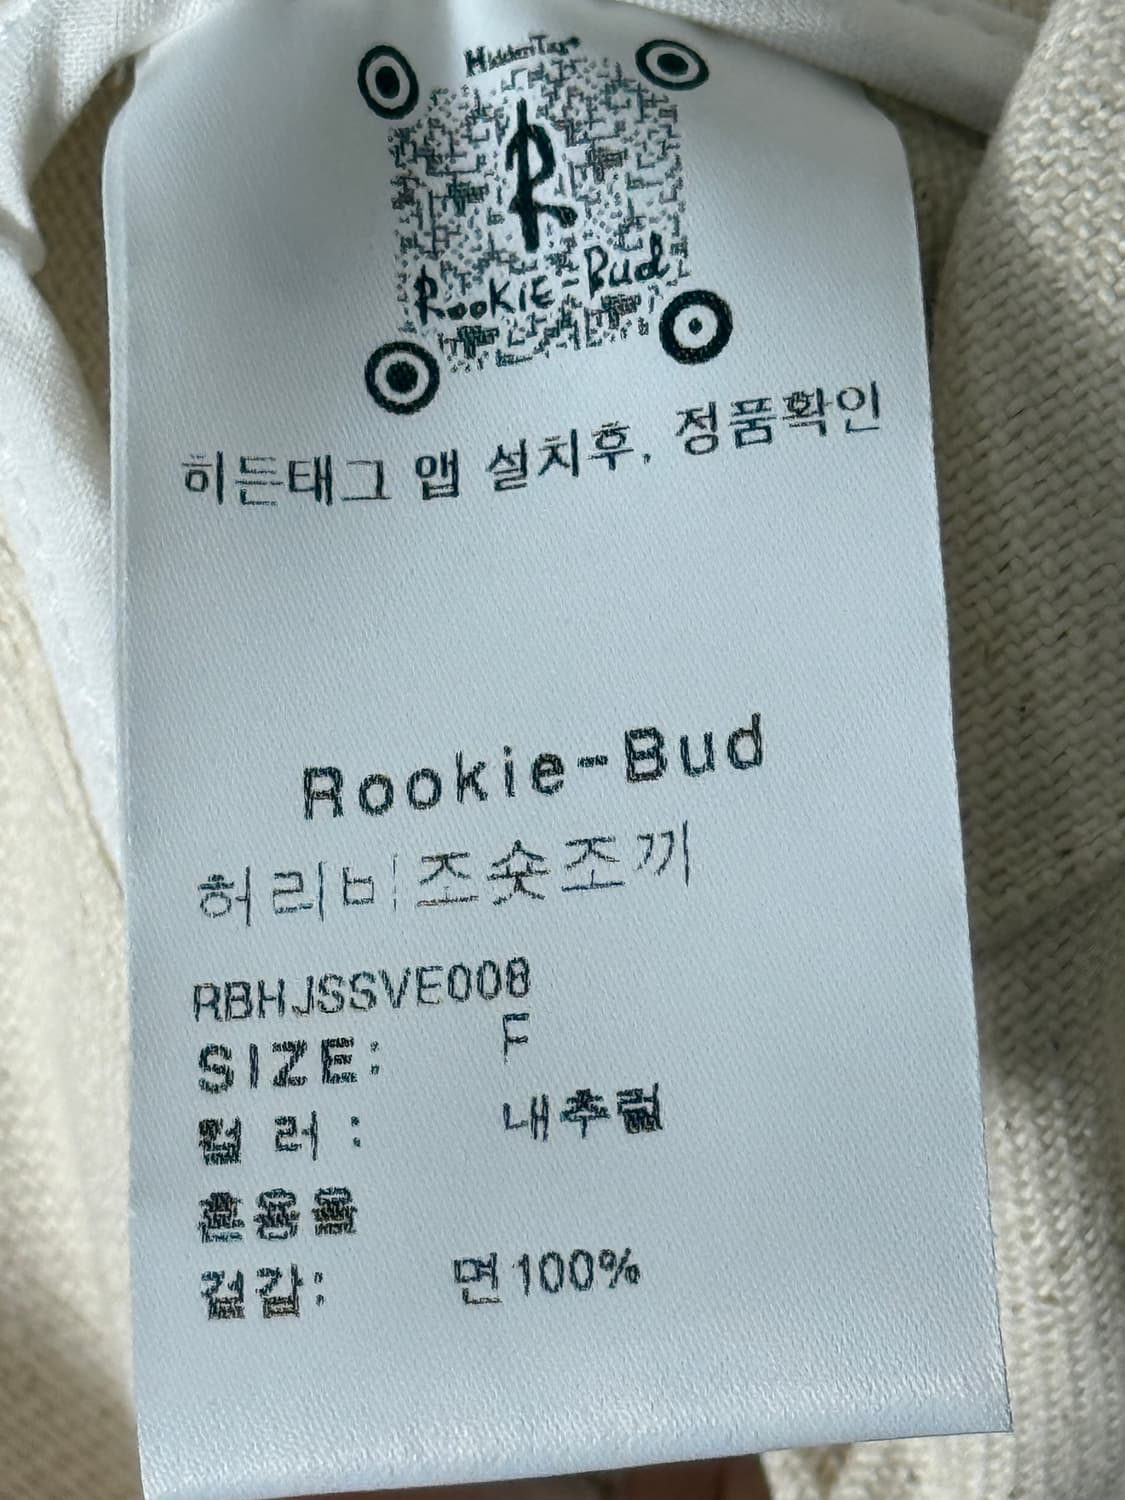 HiddenTag®
R
RooKiE-Bud
히든태그 앱 설치후, 정품확인
Rookie-Bud
허리비조숏조끼
RBHJSSVE008
SIZE: F
컬러: 내추럴
혼용율
겉감: 면100%